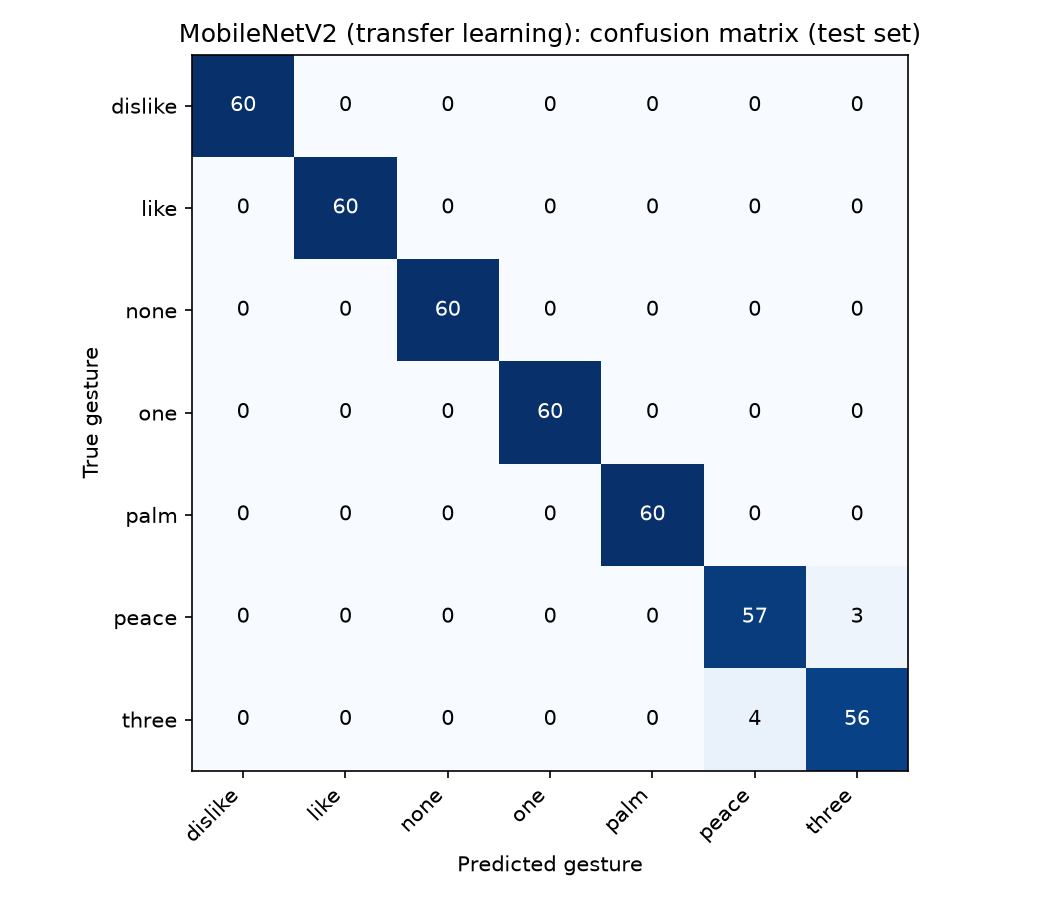 MobileNetV2 (transfer learning): confusion matrix (test set)
dislike 60 0 0 0 0 0 0
like 0 60 0 0 0 0 0
none 0 0 60 0 0 0 0
one 0 0 0 60 0 0 0
palm 0 0 0 0 60 0 0
peace 0 0 0 0 0 57 3
three 0 0 0 0 0 4 56
True gesture
dislike like none one palm peace three
Predicted gesture